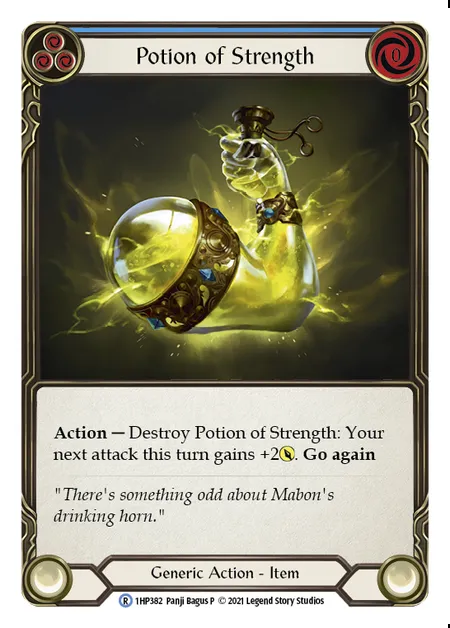 Potion of Strength
0
Action — Destroy Potion of Strength: Your
next attack this turn gains +2. Go again
"There's something odd about Mabon's
drinking horn."
Generic Action - Item
R 1HP382 Panji Bagus P © 2021 Legend Story Studios